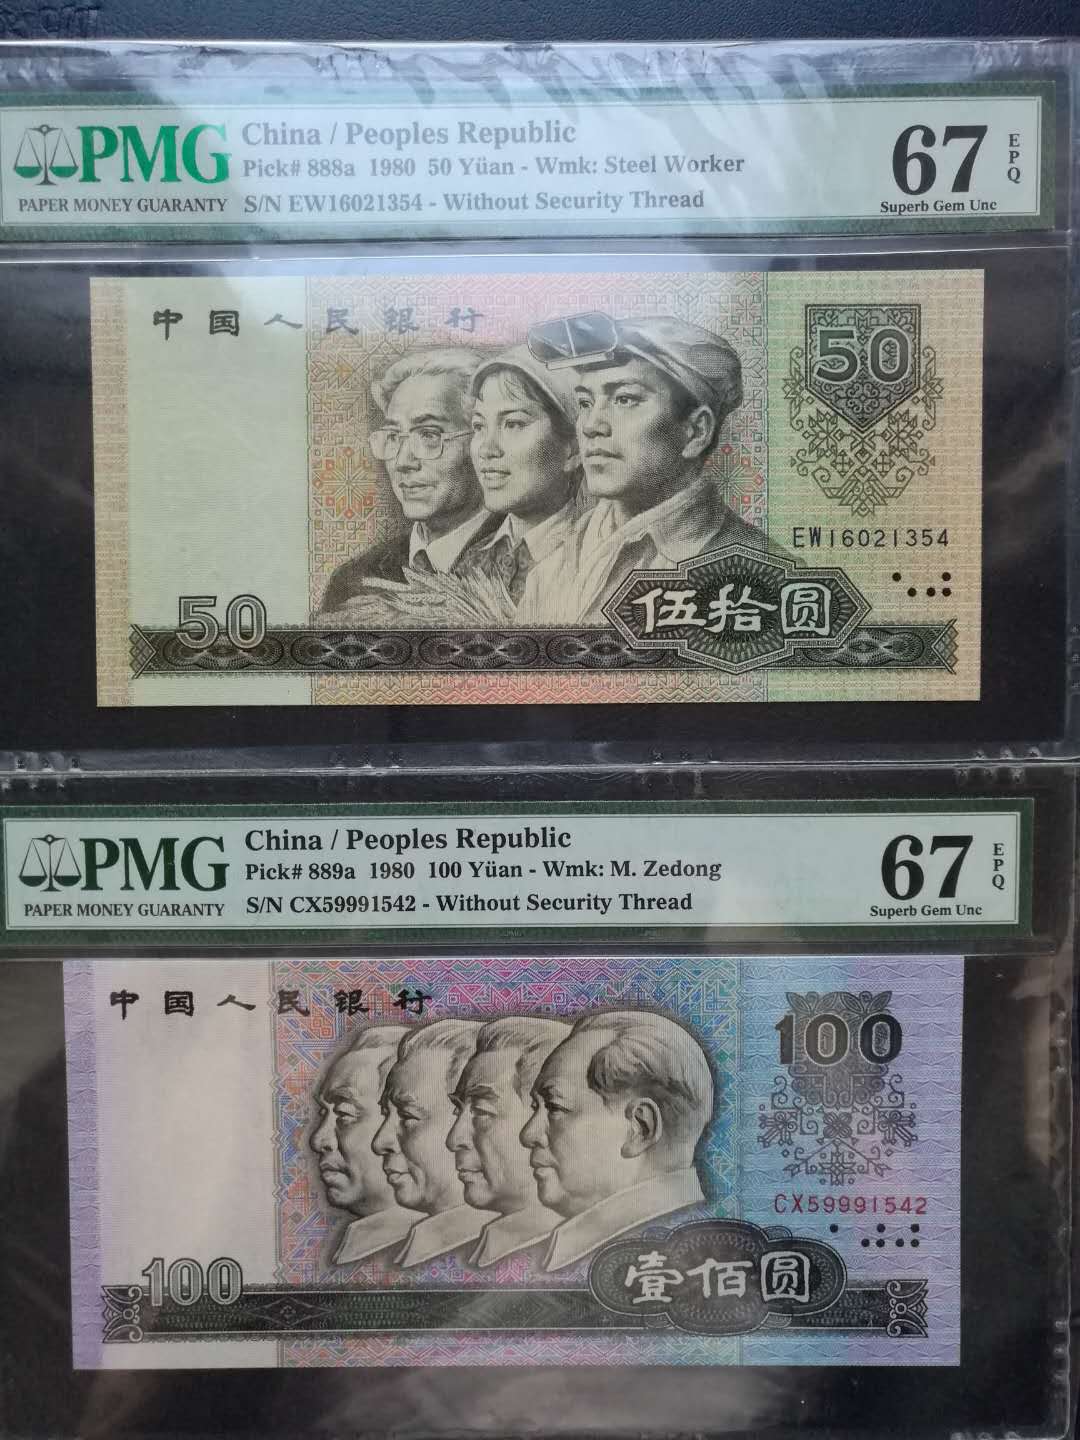 PMG
PAPER MONEY GUARANTY
China / Peoples Republic
Pick# 888a 1980 50 Yüan - Wmk: Steel Worker
S/N EW16021354 - Without Security Thread
67
EPQ
Superb Gem Unc
中国人民银行
50
EW16021354
50
伍拾圆
PMG
PAPER MONEY GUARANTY
China / Peoples Republic
Pick# 889a 1980 100 Yüan - Wmk: M. Zedong
S/N CX59991542 - Without Security Thread
67
EPQ
Superb Gem Unc
中国人民银行
100
CX59991542
100
壹佰圆